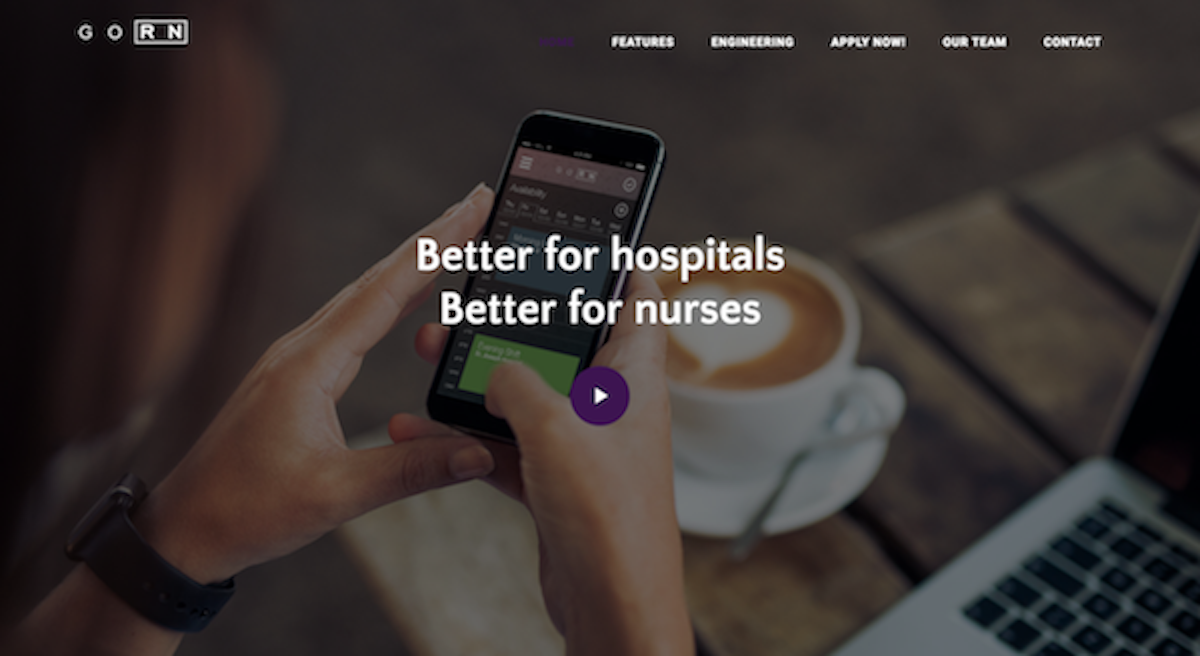 G O R N
HOME
FEATURES
ENGINEERING
APPLY NOW!
OUR TEAM
CONTACT
G O R N
Availability
Better for hospitals
Better for nurses
Evening Shift